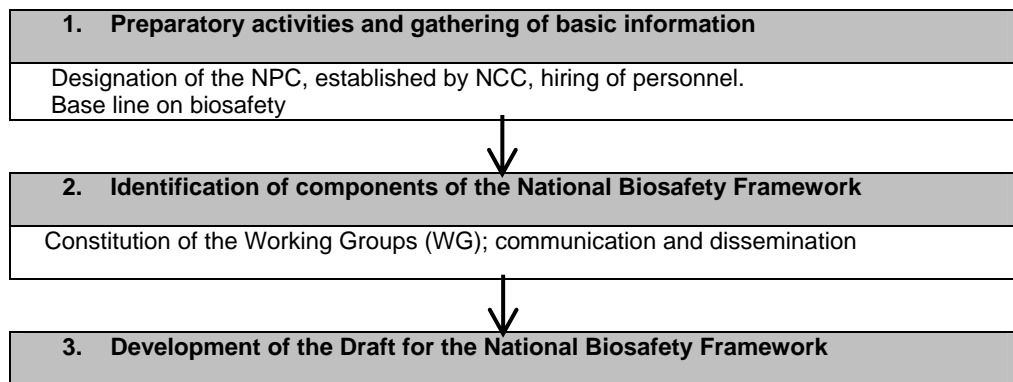 1. Preparatory activities and gathering of basic information
Designation of the NPC, established by NCC, hiring of personnel.
Base line on biosafety
2. Identification of components of the National Biosafety Framework
Constitution of the Working Groups (WG); communication and dissemination
3. Development of the Draft for the National Biosafety Framework